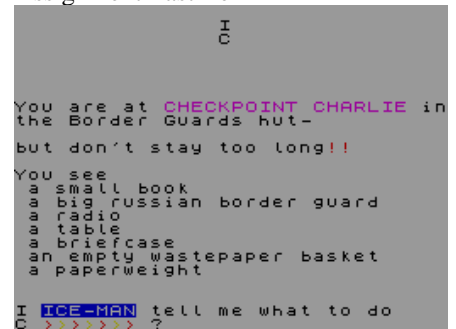 I
C
You are at CHECKPOINT CHARLIE in
the Border Guards hut-
but don't stay too long!!
You see
a small book
a big russian border guard
a radio
a table
a briefcase
an empty wastepaper basket
a paperweight
I ICE-MAN tell me what to do
C >>>>>>> ?